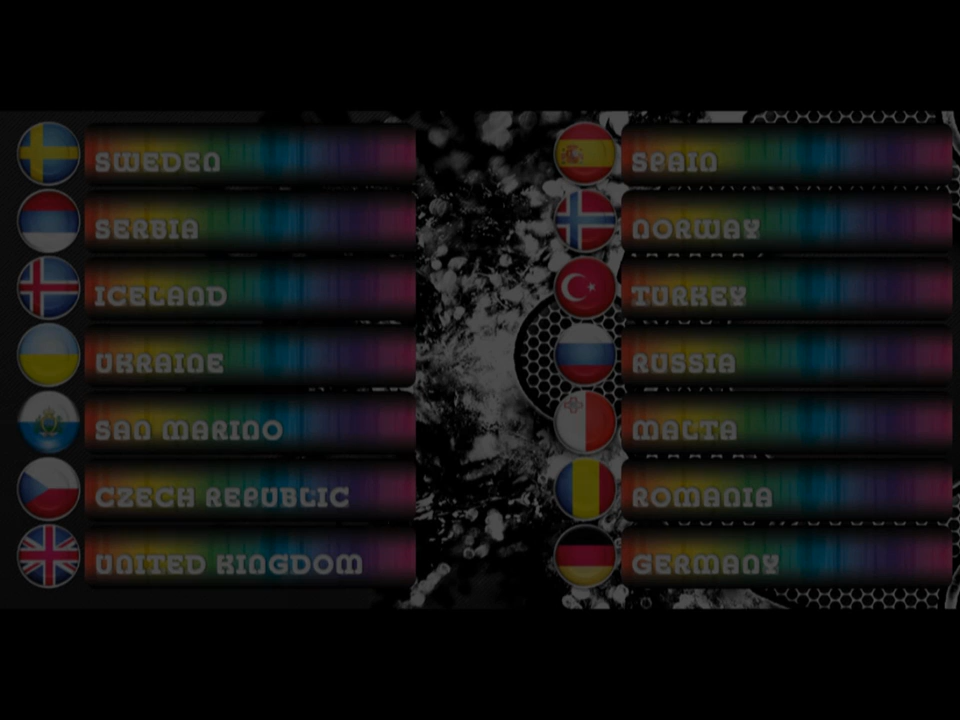 SWEDEN
SERBIA
ICELAND
UKRAINE
SAN MARINO
CZECH REPUBLIC
UNITED KINGDOM
SPAIN
NORWAY
TURKEY
RUSSIA
MALTA
ROMANIA
GERMANY